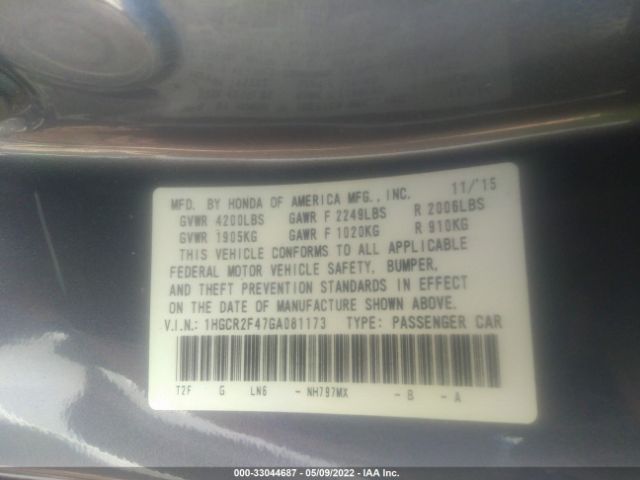 MFD. BY HONDA OF AMERICA MFG., INC. 11/'15
GVWR 4200LBS GAWR F 2249LBS R 2006LBS
GVWR 1905KG GAWR F 1020KG R 910KG
THIS VEHICLE CONFORMS TO ALL APPLICABLE
FEDERAL MOTOR VEHICLE SAFETY, BUMPER,
AND THEFT PREVENTION STANDARDS IN EFFECT
ON THE DATE OF MANUFACTURE SHOWN ABOVE.
V.I.N.: 1HGCR2F47GA081173 TYPE: PASSENGER CAR
T2F G LN6 - NH797MX - B - A
000-33044687 - 05/09/2022 - IAA Inc.